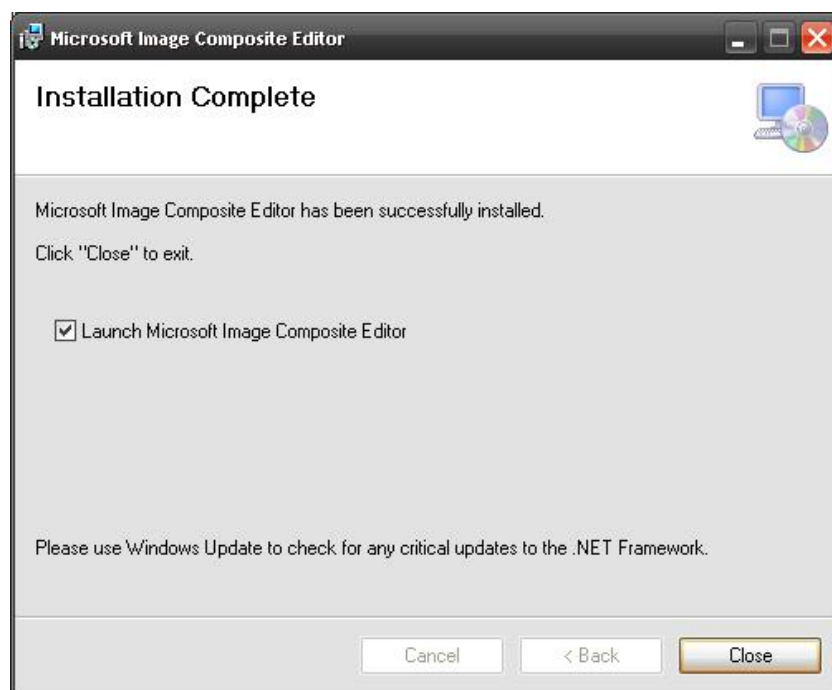 Microsoft Image Composite Editor
Installation Complete
Microsoft Image Composite Editor has been successfully installed.
Click "Close" to exit.
Launch Microsoft Image Composite Editor
Please use Windows Update to check for any critical updates to the .NET Framework.
Cancel
< Back
Close